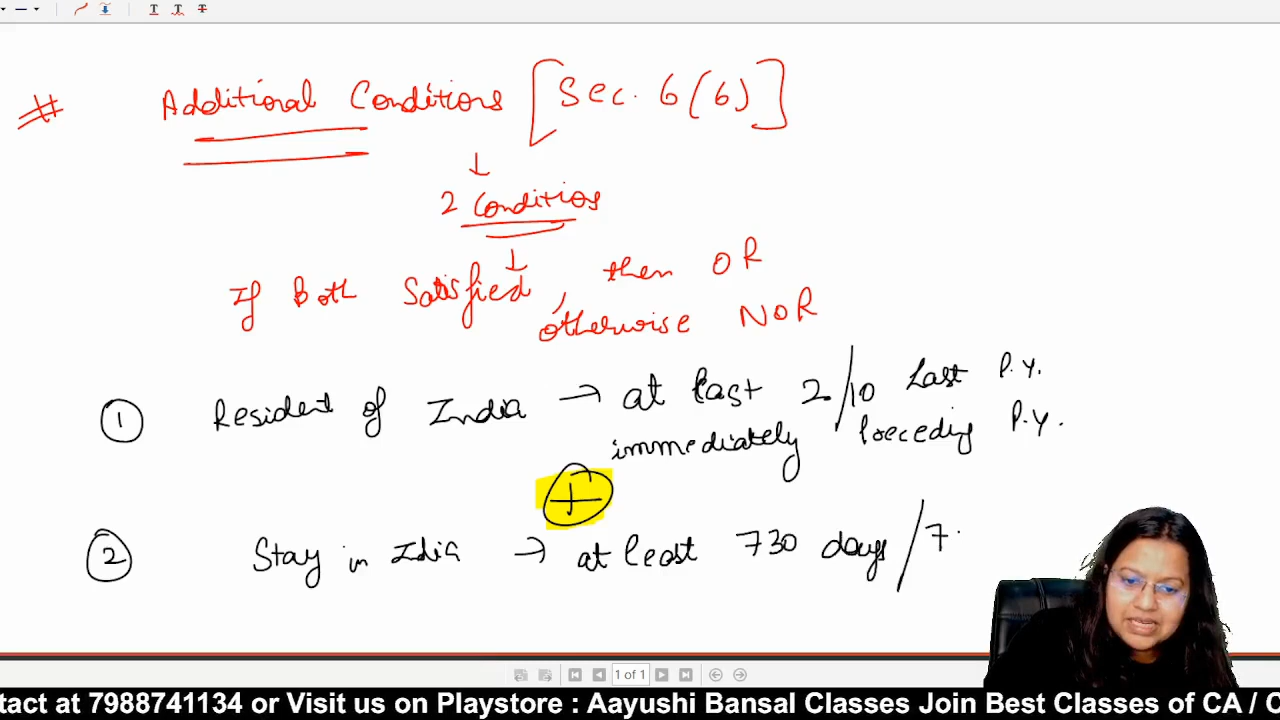 # Additional Conditions [Sec. 6(6)]
↓
2 Conditions
↓
If Both Satisfied, then OR
otherwise NOR
① Resident of India → at last 2/10 Last P.Y.
immediately Preceding P.Y.
+
② Stay in India → at least 730 days/7.
1 of 1
tact at 7988741134 or Visit us on Playstore : Aayushi Bansal Classes Join Best Classes of CA / C